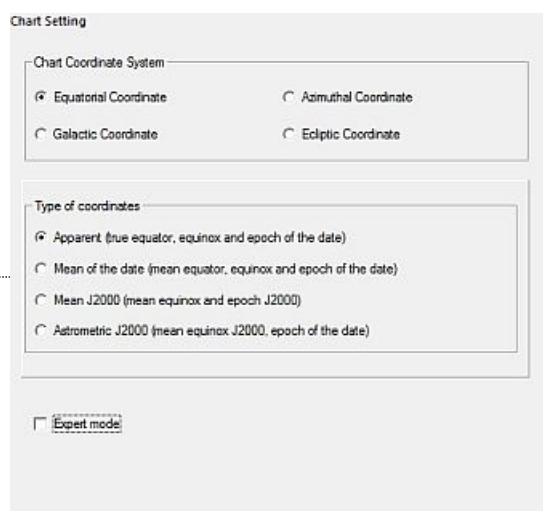 Chart Setting
Chart Coordinate System
Equatorial Coordinate
Azimuthal Coordinate
Galactic Coordinate
Ecliptic Coordinate
Type of coordinates
Apparent (true equator, equinox and epoch of the date)
Mean of the date (mean equator, equinox and epoch of the date)
Mean J2000 (mean equinox and epoch J2000)
Astrometric J2000 (mean equinox J2000, epoch of the date)
Expert mode